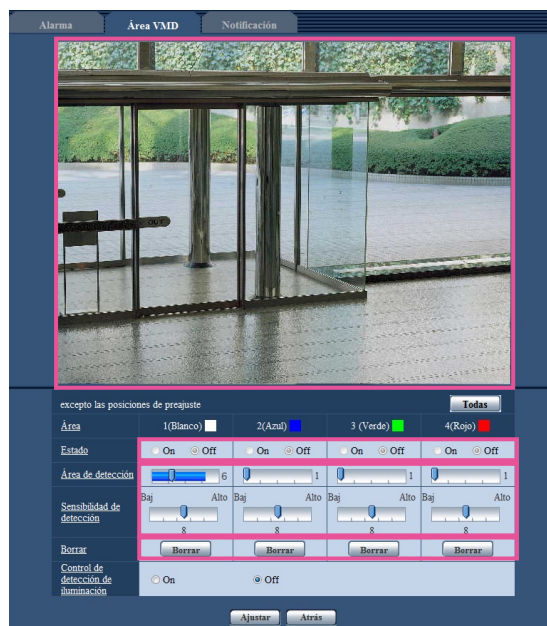 Alarma Área VMD Notificación
OUT
excepto las posiciones de preajuste Todas
Área 1(Blanco) 2(Azul) 3 (Verde) 4(Rojo)
Estado On Off On Off On Off On Off
Área de detección 6 1 1 1
Baj Alto Baj Alto Baj Alto Baj Alto
Sensibilidad de
detección
8 8 8 8
Borrar Borrar Borrar Borrar Borrar
Control de
detección de
iluminación
On Off
Ajustar Atrás